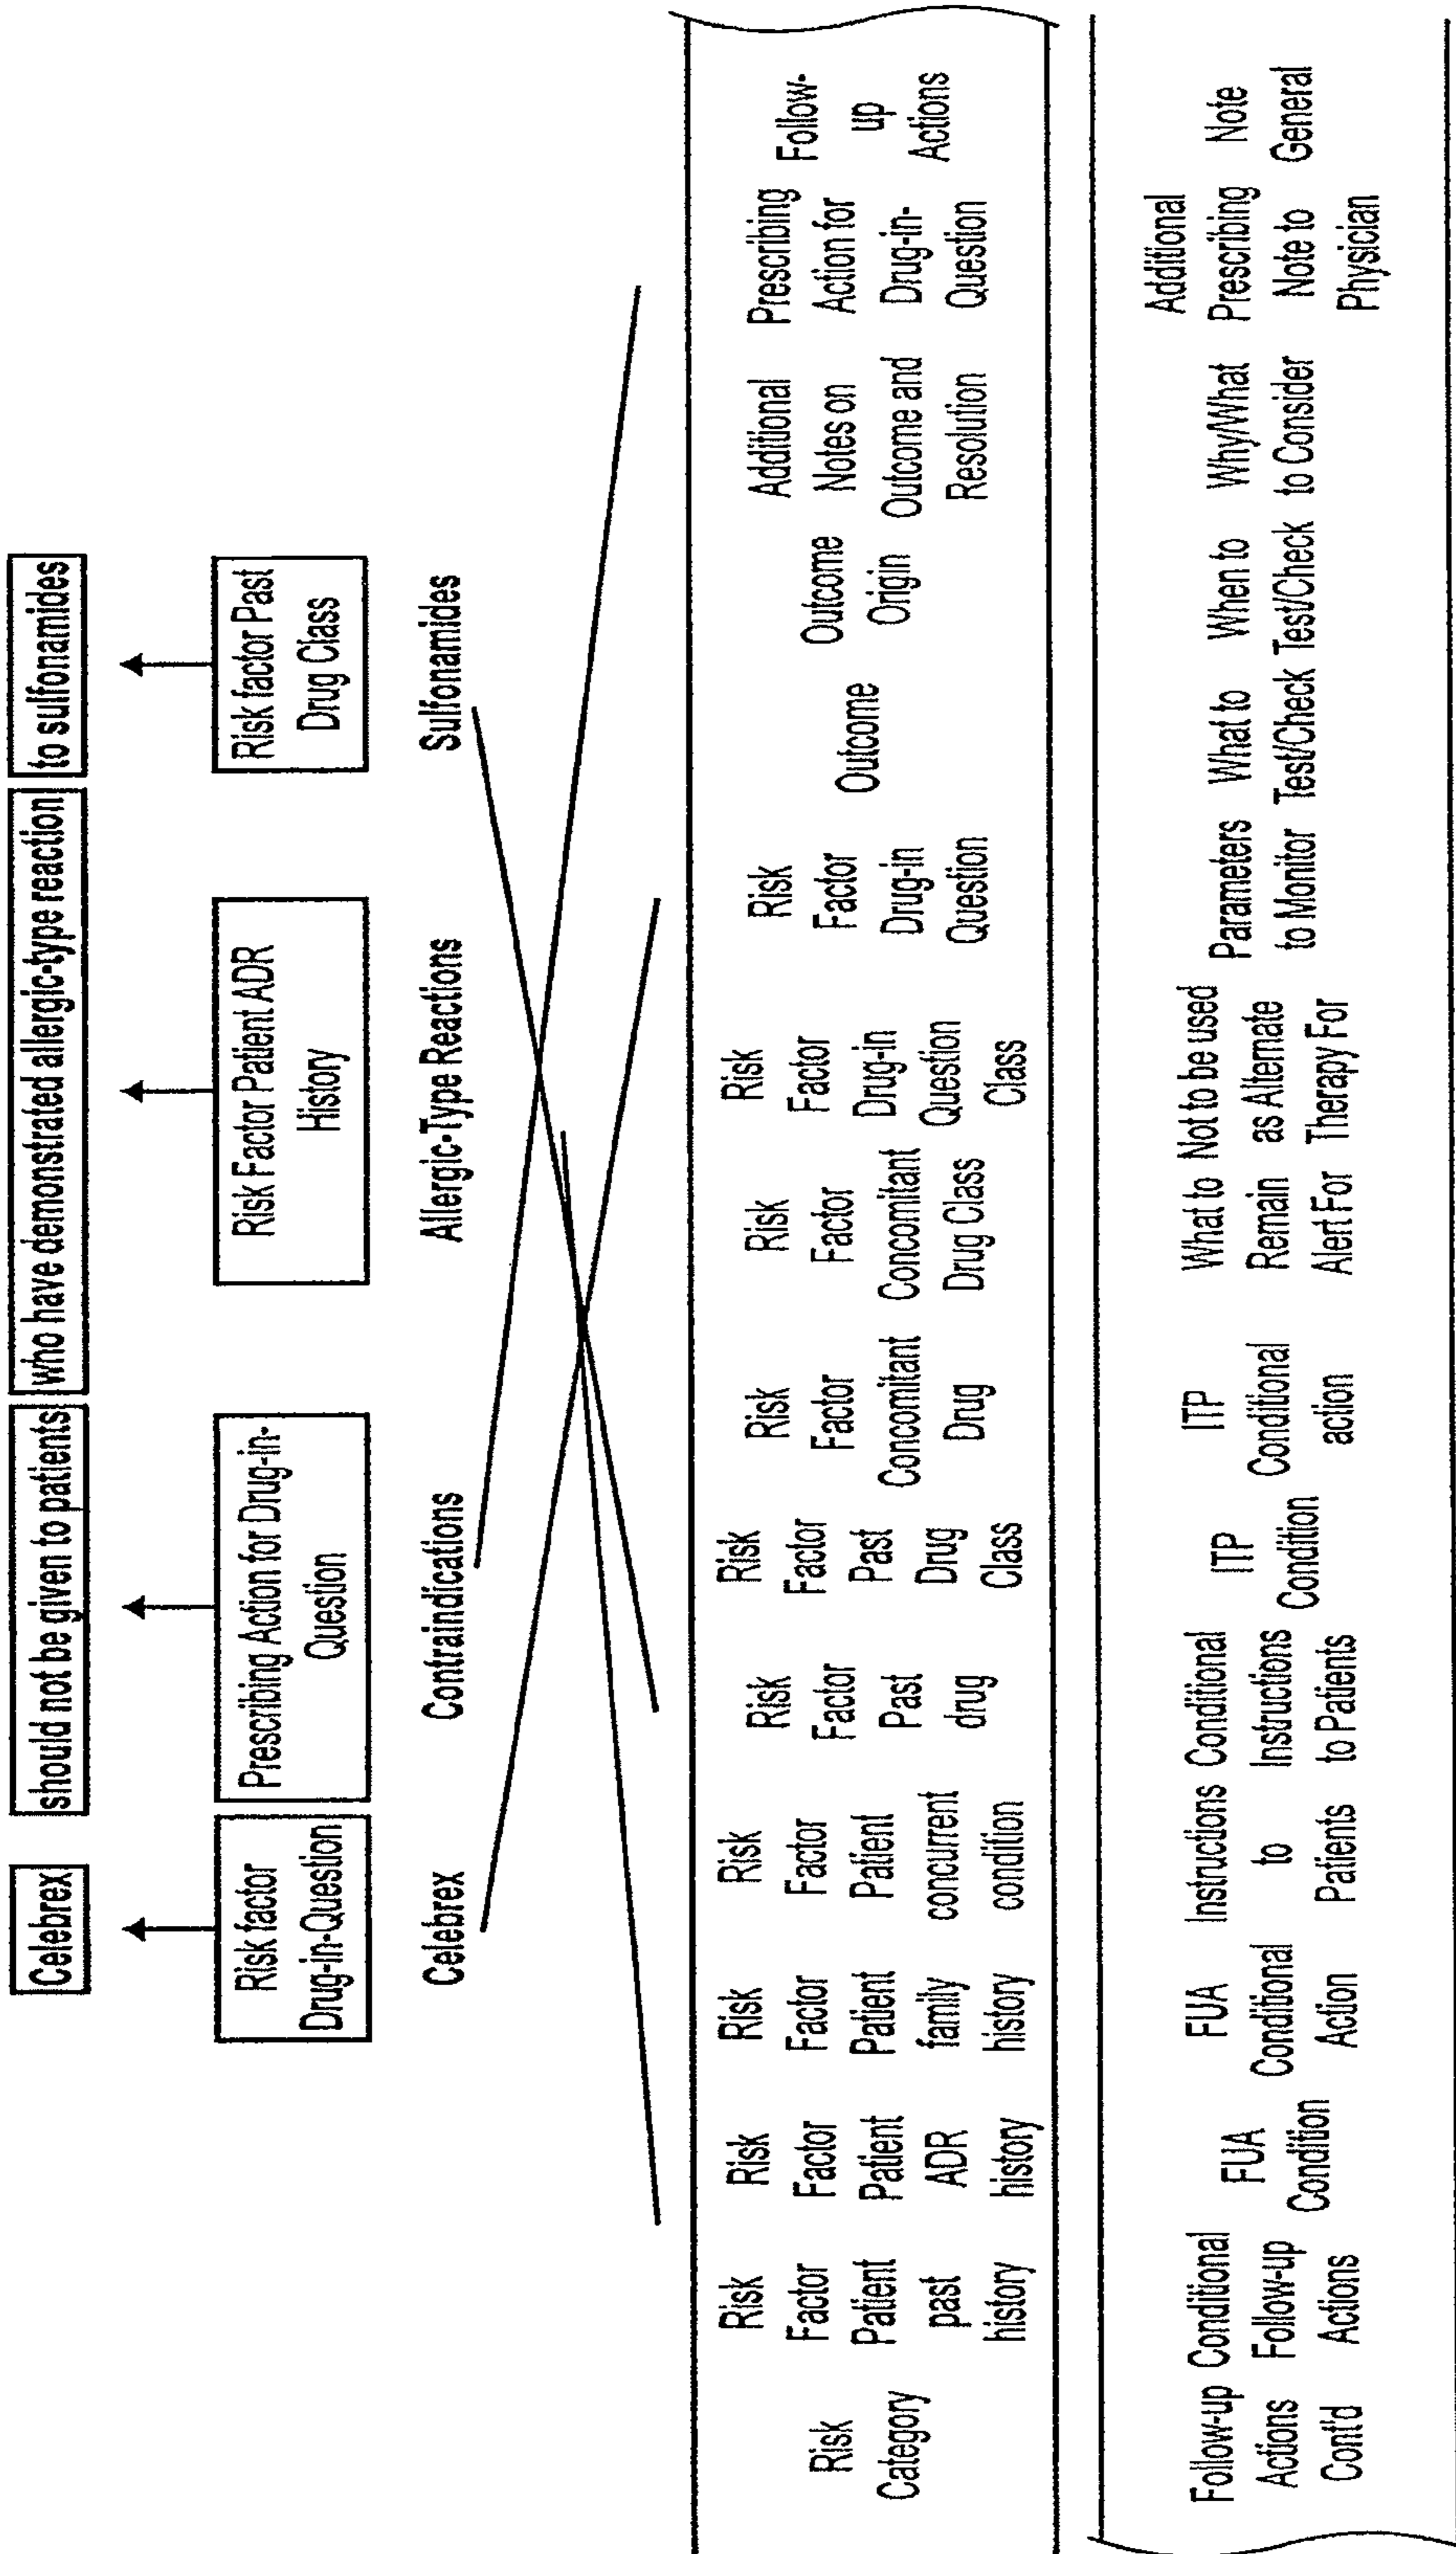 Celebrex
should not be given to patients
who have demonstrated allergic-type reaction
to sulfonamides
Risk factor
Drug-in-Question
Prescribing Action for Drug-in-
Question
Risk Factor Patient ADR
History
Risk factor Past
Drug Class
Celebrex
Contraindications
Allergic-Type Reactions
Sulfonamides
Risk
Category
Risk
Factor
Patient
past
history
Risk
Factor
Patient
ADR
history
Risk
Factor
Patient
family
history
Risk
Factor
Patient
concurrent
condition
Risk
Factor
Past
drug
Risk
Factor
Past
Drug
Class
Risk
Factor
Concomitant
Drug
Risk
Factor
Concomitant
Drug Class
Risk
Factor
Drug-in
Question
Class
Risk
Factor
Drug-in
Question
Outcome
Outcome
Origin
Additional
Notes on
Outcome and
Resolution
Prescribing
Action for
Drug-in-
Question
Follow-
up
Actions
Follow-up
Actions
Cont'd
Conditional
Follow-up
Actions
FUA
Condition
FUA
Conditional
Action
Instructions
to
Patients
Conditional
Instructions
to Patients
ITP
Condition
ITP
Conditional
action
What to
Remain
Alert For
Not to be used
as Alternate
Therapy For
Parameters
to Monitor
What to
Test/Check
When to
Test/Check
Why/What
to Consider
Additional
Prescribing
Note to
Physician
Note
General